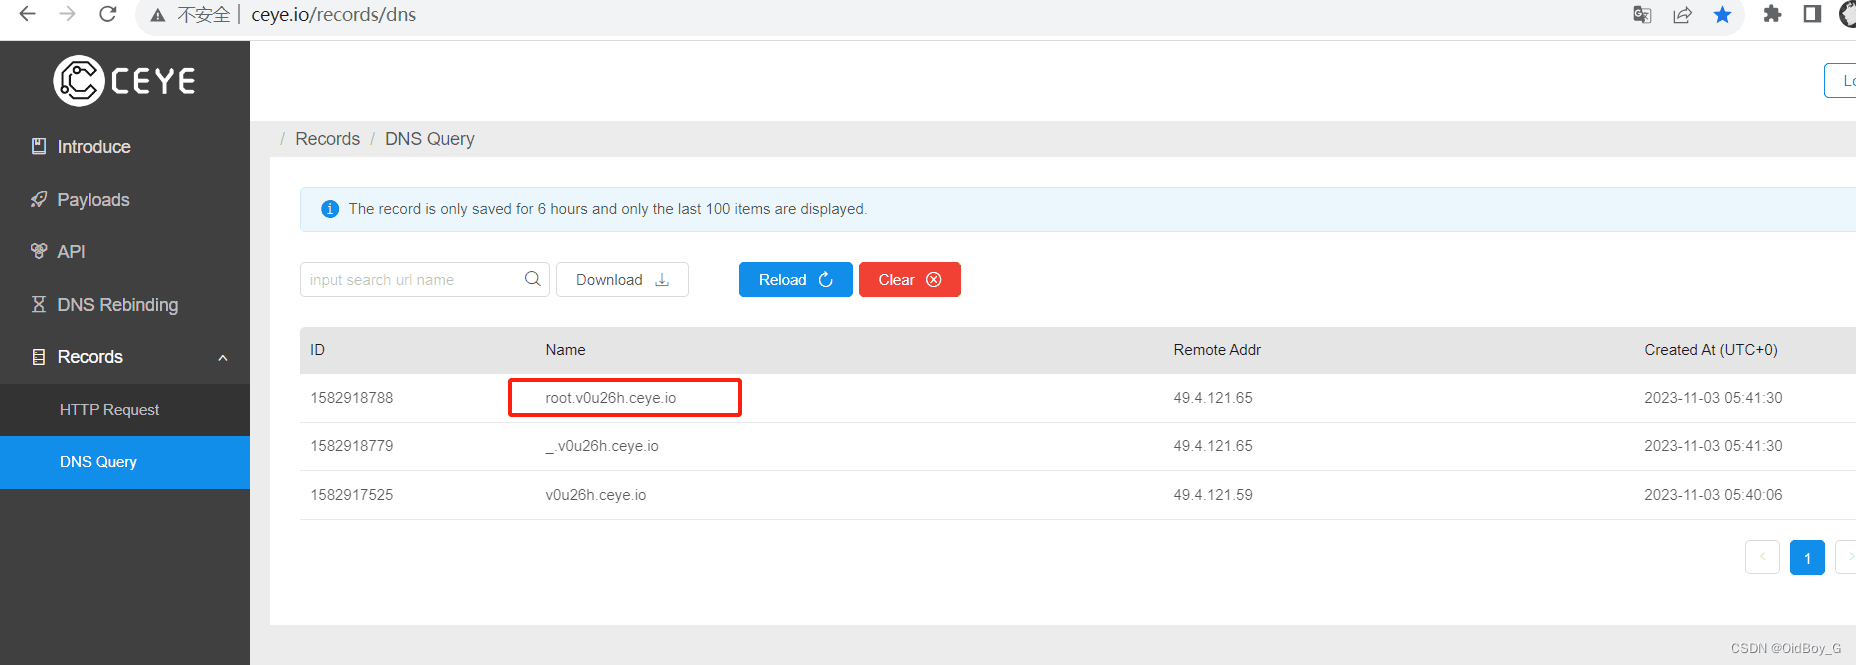 不安全 ceye.io/records/dns
CEYE
Introduce
Payloads
API
DNS Rebinding
Records
HTTP Request
DNS Query
/ Records / DNS Query
The record is only saved for 6 hours and only the last 100 items are displayed.
input search url name Download Reload Clear
ID Name Remote Addr Created At (UTC+0)
1582918788 root.v0u26h.ceye.io 49.4.121.65 2023-11-03 05:41:30
1582918779 _.v0u26h.ceye.io 49.4.121.65 2023-11-03 05:41:30
1582917525 v0u26h.ceye.io 49.4.121.59 2023-11-03 05:40:06
< 1 >
CSDN @OldBoy_G